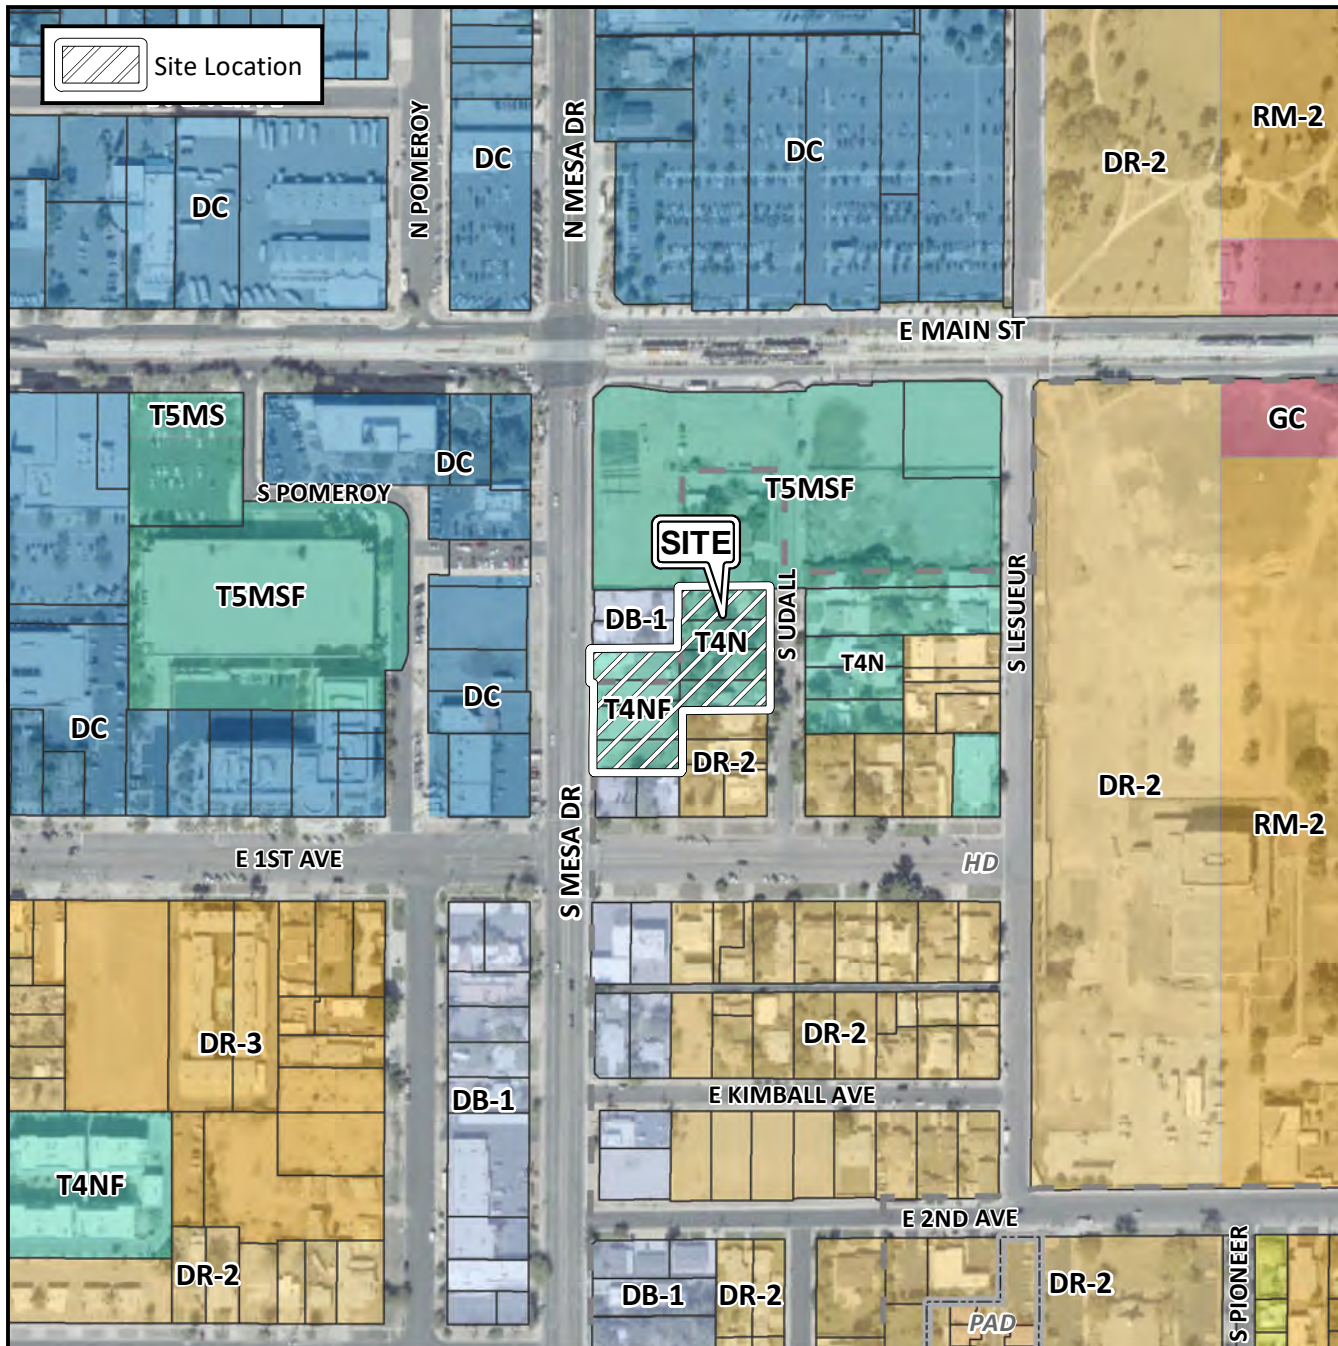 Site Location
N POMEROY
N MESA DR
DC
DC
DC
DR-2
RM-2
E MAIN ST
T5MS
DC
GC
S POMEROY
T5MSF
SITE
T5MSF
DB-1
T4N
S UDALL
T4N
S LESUEUR
DC
T4NF
DC
DR-2
DR-2
RM-2
S MESA DR
E 1ST AVE
HD
DR-3
DR-2
DB-1
E KIMBALL AVE
T4NF
E 2ND AVE
DR-2
DB-1
DR-2
DR-2
PAD
S PIONEER